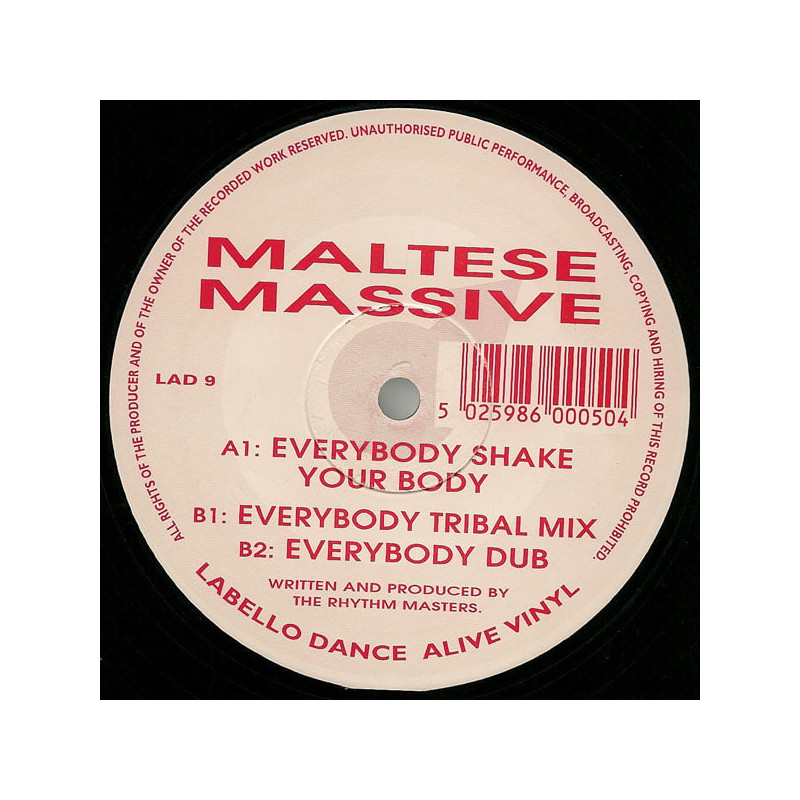 ALL RIGHTS OF THE PRODUCER AND OF THE OWNER OF THE RECORDED WORK RESERVED. UNAUTHORISED PUBLIC PERFORMANCE, BROADCASTING, COPYING AND HIRING OF THIS RECORD PROHIBITED.
MALTESE
MASSIVE
LAD 9
5 025986 000504
A1: EVERYBODY SHAKE
YOUR BODY
B1: EVERYBODY TRIBAL MIX
B2: EVERYBODY DUB
WRITTEN AND PRODUCED BY
THE RHYTHM MASTERS.
LABELLO DANCE ALIVE VINYL